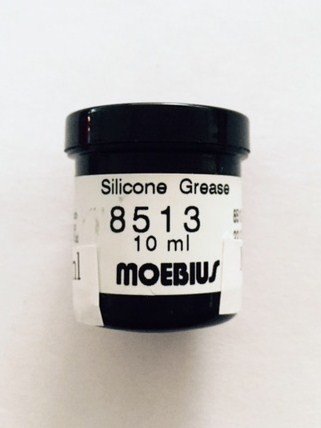 Silicone Grease
8513
10 ml
MOEBIUS